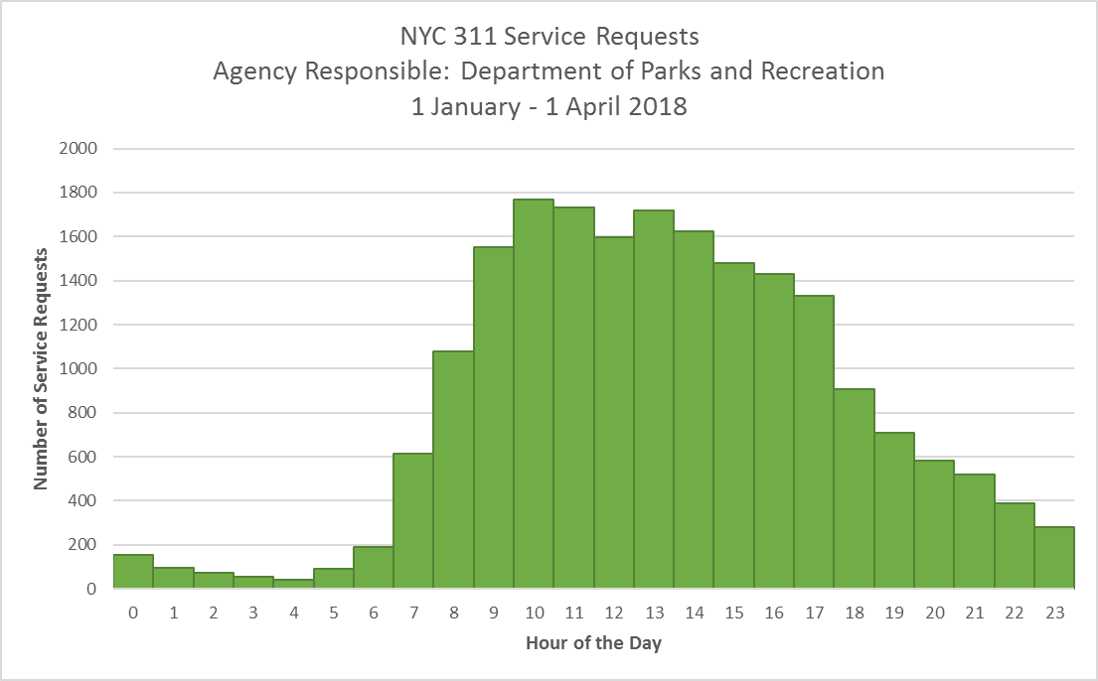 NYC 311 Service Requests
Agency Responsible: Department of Parks and Recreation
1 January - 1 April 2018
Number of Service Requests
2000
1800
1600
1400
1200
1000
800
600
400
200
0
0 1 2 3 4 5 6 7 8 9 10 11 12 13 14 15 16 17 18 19 20 21 22 23
Hour of the Day